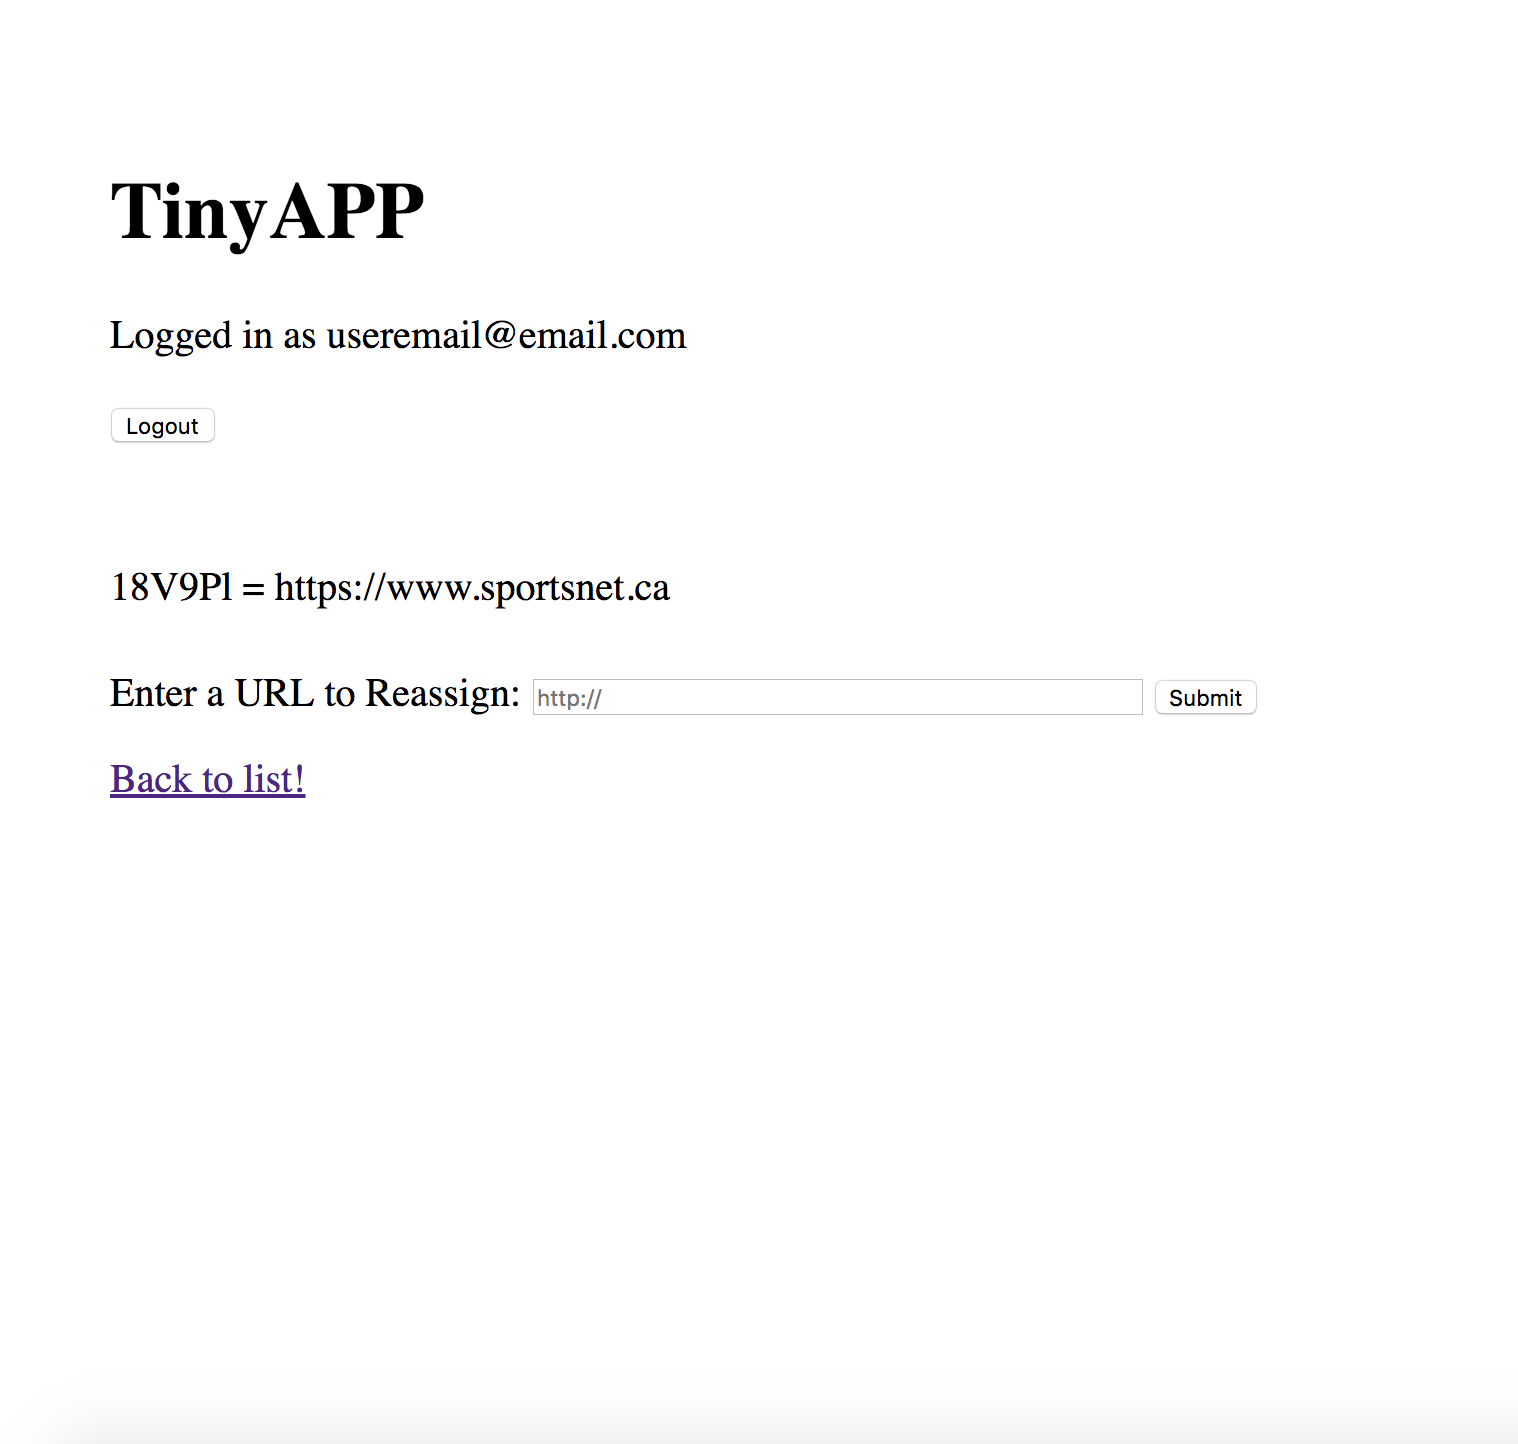 TinyAPP
Logged in as useremail@email.com
Logout
18V9Pl = https://www.sportsnet.ca
Enter a URL to Reassign: http:// Submit
Back to list!